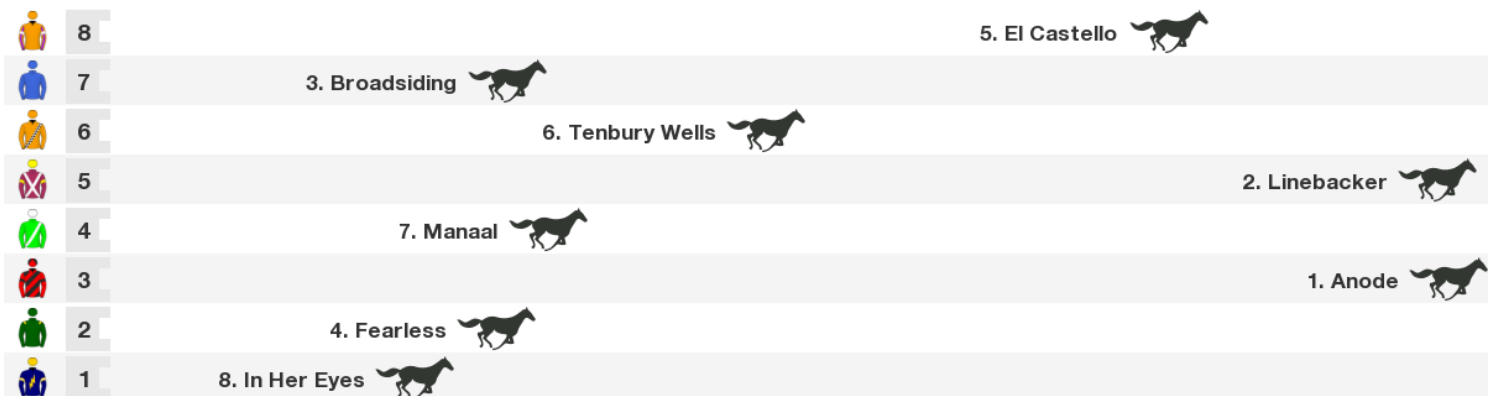 8 5. El Castello
7 3. Broadsiding
6 6. Tenbury Wells
5 2. Linebacker
4 7. Manaal
3 1. Anode
2 4. Fearless
1 8. In Her Eyes